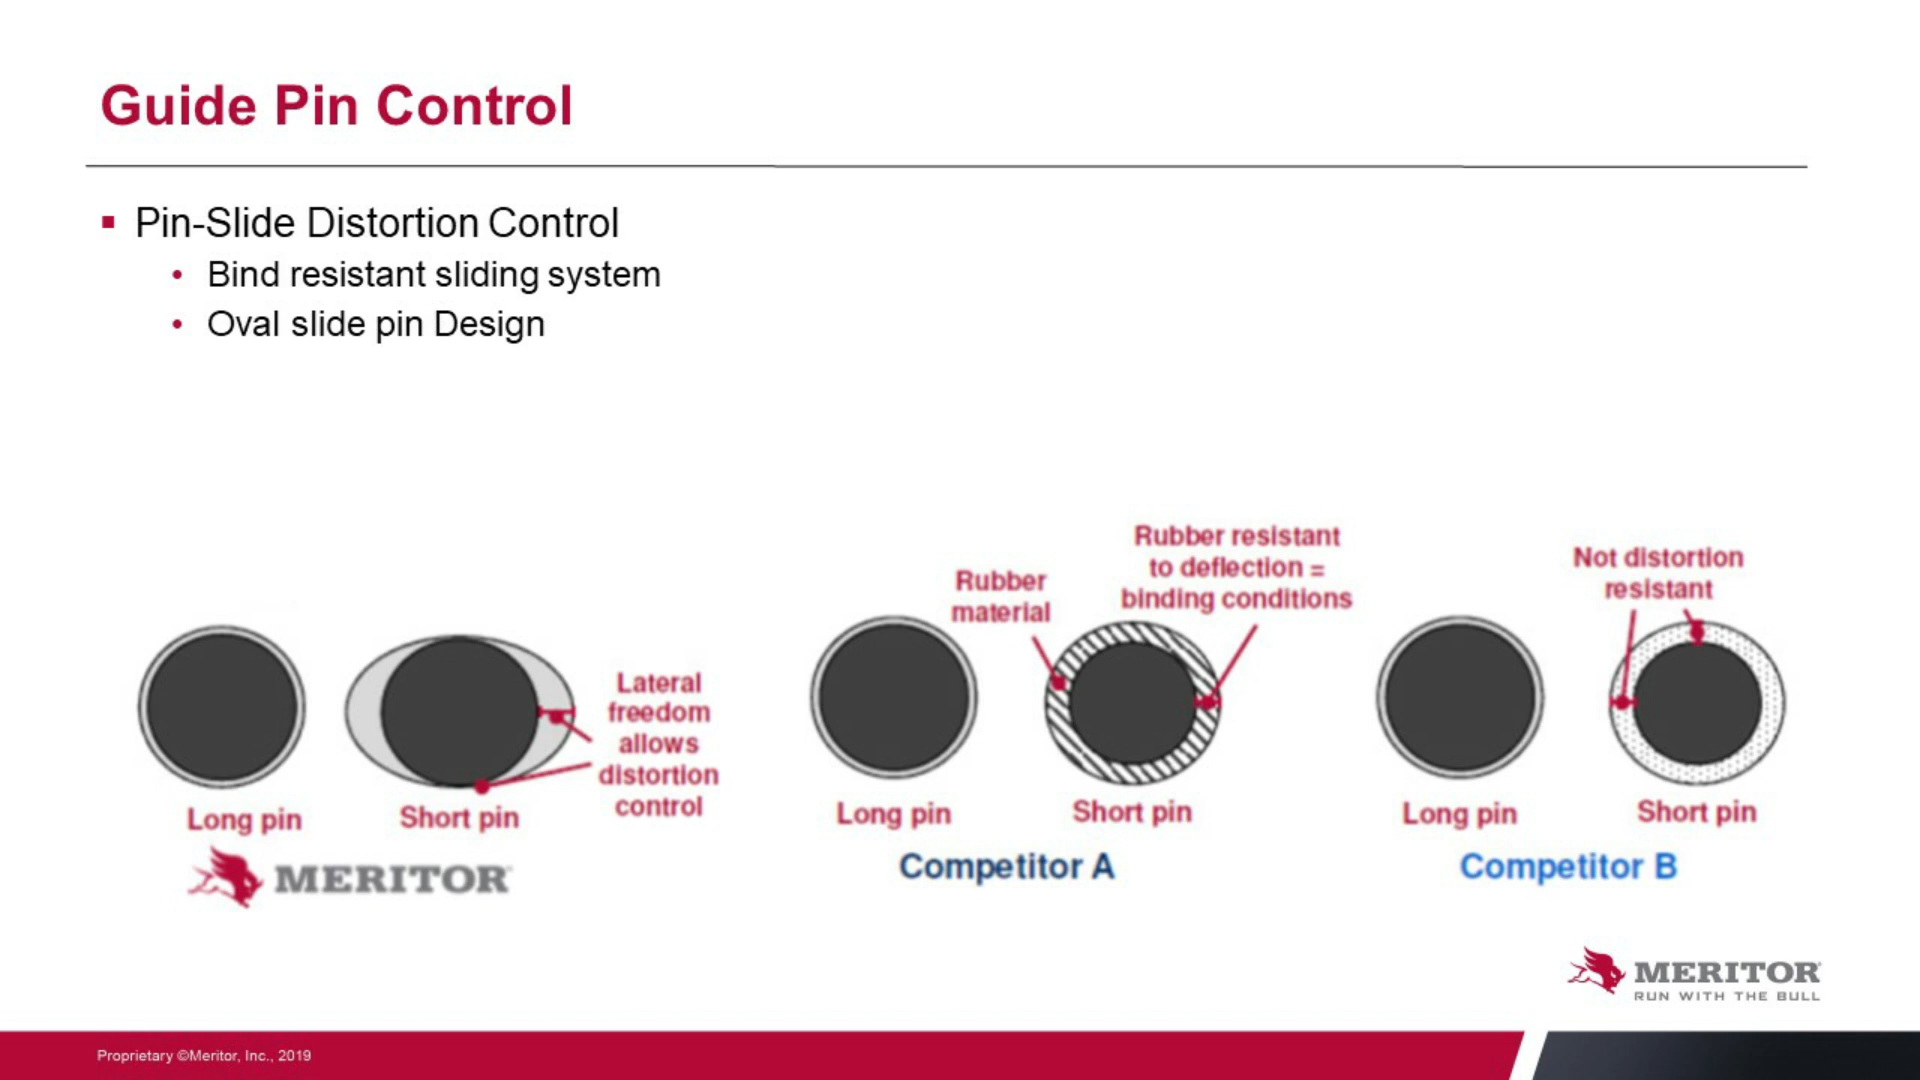 Guide Pin Control
Pin-Slide Distortion Control
Bind resistant sliding system
Oval slide pin Design
Lateral
freedom
allows
distortion
control
Long pin
Short pin
MERITOR
Rubber
material
Rubber resistant
to deflection =
binding conditions
Long pin
Short pin
Competitor A
Not distortion
resistant
Long pin
Short pin
Competitor B
MERITOR
RUN WITH THE BULL
Proprietary ©Meritor, Inc., 2019